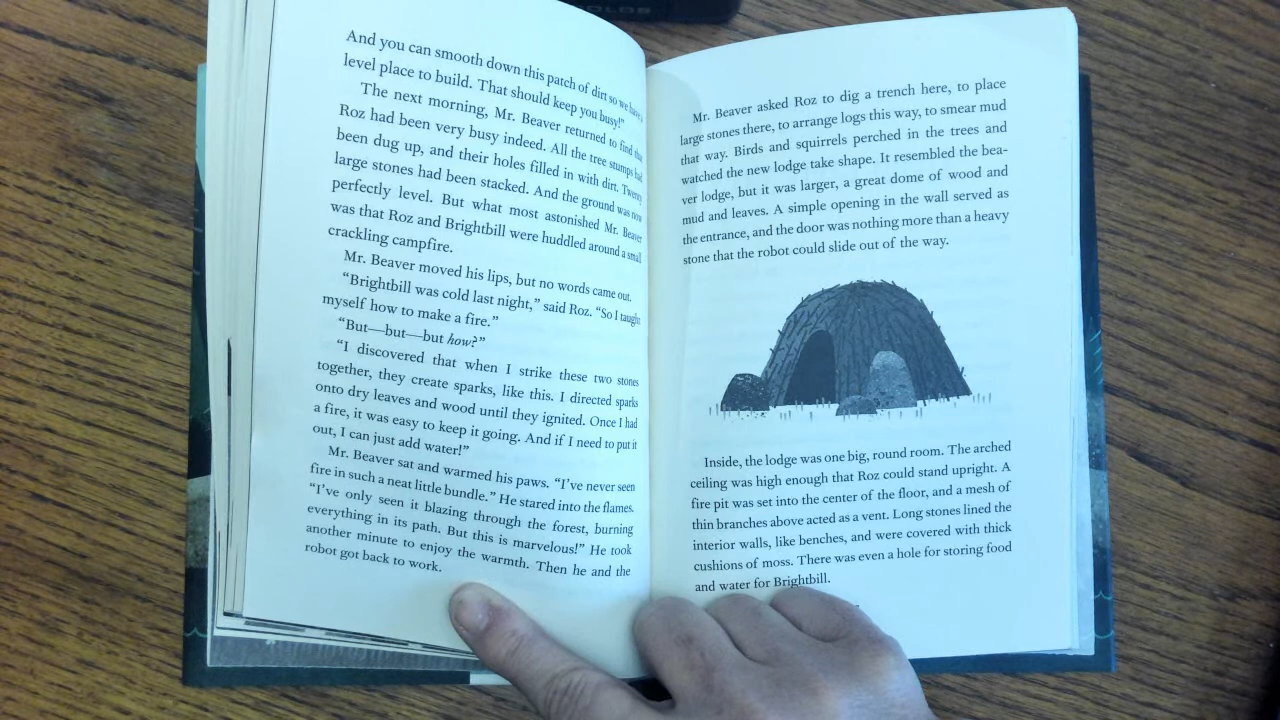 OLDS
And you can smooth down this patch of dirt so we have a
level place to build. That should keep you busy!”
The next morning, Mr. Beaver returned to find that
Roz had been very busy indeed. All the tree stumps had
been dug up, and their holes filled in with dirt. Twenty
large stones had been stacked. And the ground was now
perfectly level. But what most astonished Mr. Beaver
was that Roz and Brightbill were huddled around a small
crackling campfire.
Mr. Beaver moved his lips, but no words came out.
“Brightbill was cold last night,” said Roz. “So I taught
myself how to make a fire.”
“But—but—but how?”
“I discovered that when I strike these two stones
together, they create sparks, like this. I directed sparks
onto dry leaves and wood until they ignited. Once I had
a fire, it was easy to keep it going. And if I need to put it
out, I can just add water!”
Mr. Beaver sat and warmed his paws. “I’ve never seen
fire in such a neat little bundle.” He stared into the flames.
“I’ve only seen it blazing through the forest, burning
everything in its path. But this is marvelous!” He took
another minute to enjoy the warmth. Then he and the
robot got back to work.
Mr. Beaver asked Roz to dig a trench here, to place
large stones there, to arrange logs this way, to smear mud
that way. Birds and squirrels perched in the trees and
watched the new lodge take shape. It resembled the bea-
ver lodge, but it was larger, a great dome of wood and
mud and leaves. A simple opening in the wall served as
the entrance, and the door was nothing more than a heavy
stone that the robot could slide out of the way.
Inside, the lodge was one big, round room. The arched
ceiling was high enough that Roz could stand upright. A
fire pit was set into the center of the floor, and a mesh of
thin branches above acted as a vent. Long stones lined the
interior walls, like benches, and were covered with thick
cushions of moss. There was even a hole for storing food
and water for Brightbill.